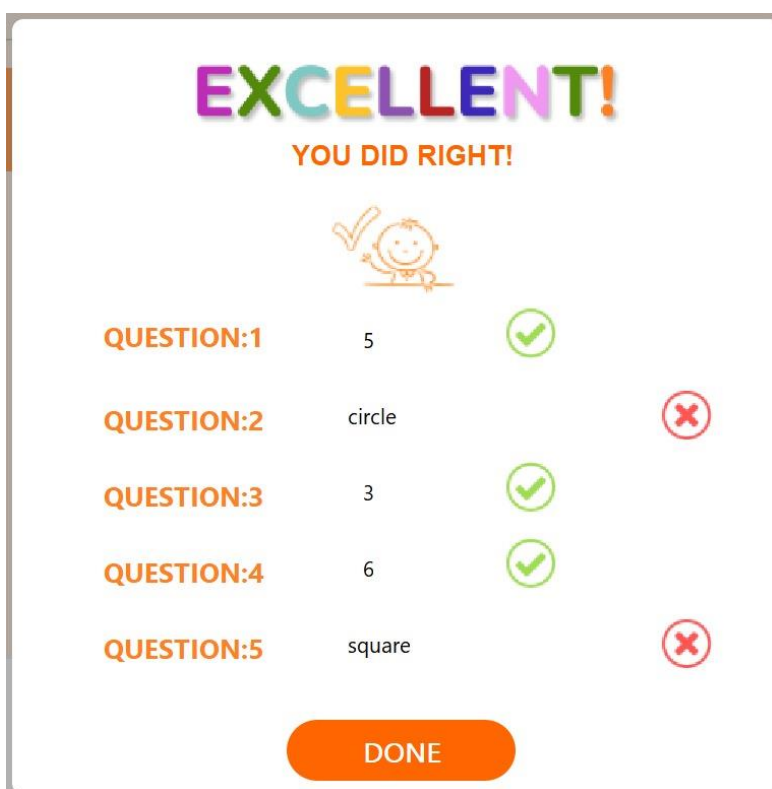 EXCELLENT!
YOU DID RIGHT!
QUESTION:1 5
QUESTION:2 circle
QUESTION:3 3
QUESTION:4 6
QUESTION:5 square
DONE